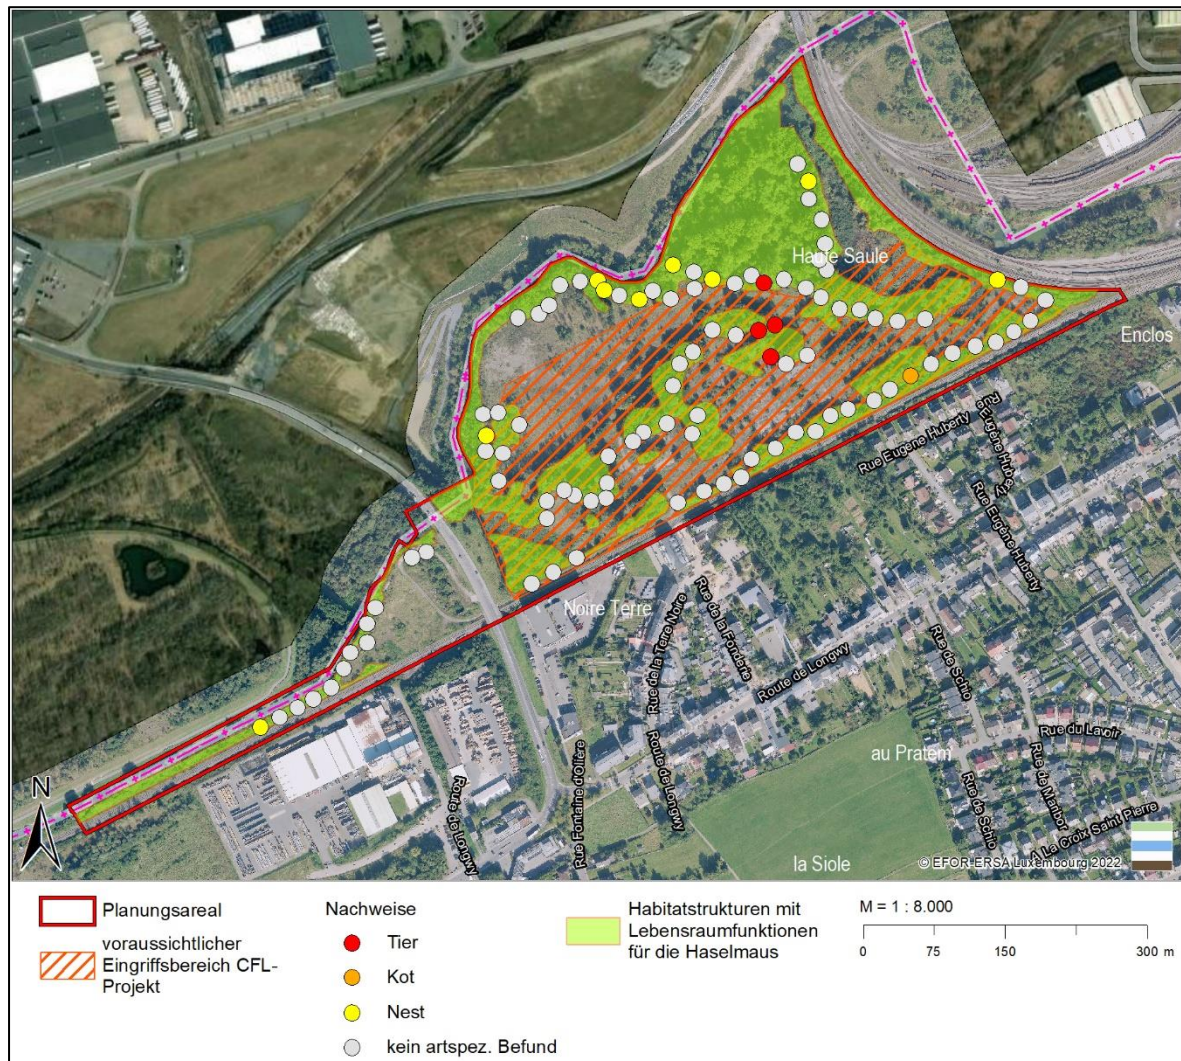 Haute Saule
Enclos
Rue Eugène Huberty
Rue Eugène Huberty
Noire Terre
Rue de la Terre Noire
Rue de la Fonderie
Route de Longwy
Rue de Schio
Rue du Lavoir
au Pratem
Rue de Maribor
Rue Fontaine d'Olière
Route de Longwy
Route de Longwy
Rue de Schio
A La Croix Saint Pierre
la Siole
N
© EFOR-ERSA Luxembourg 2022
Planungsareal
voraussichtlicher
Eingriffsbereich CFL-
Projekt
Nachweise
Tier
Kot
Nest
kein artspez. Befund
Habitatstrukturen mit
Lebensraumfunktionen
für die Haselmaus
M = 1 : 8.000
0 75 150 300 m